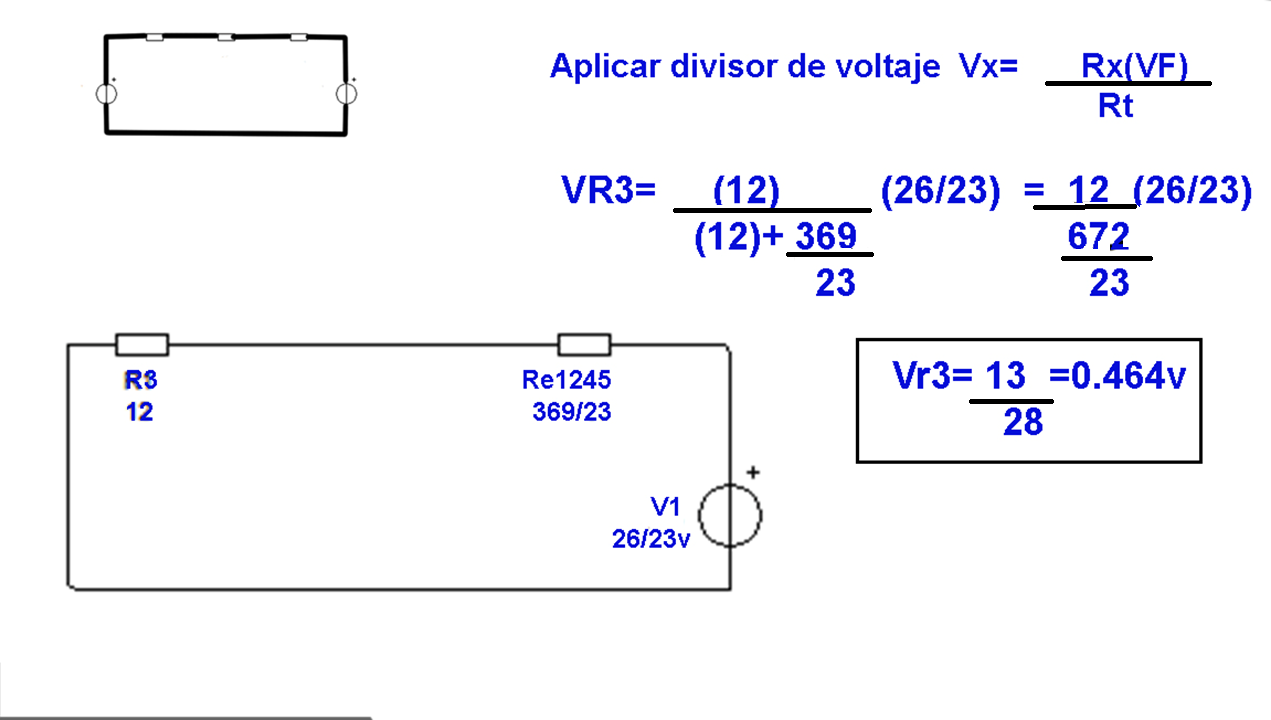 Aplicar divisor de voltaje Vx= Rx(VF)
Rt
VR3= (12) (26/23) = 12 (26/23)
(12)+ 369 672
23 23
R3
12
Re1245
369/23
Vr3= 13 =0.464v
28
+
V1
26/23v